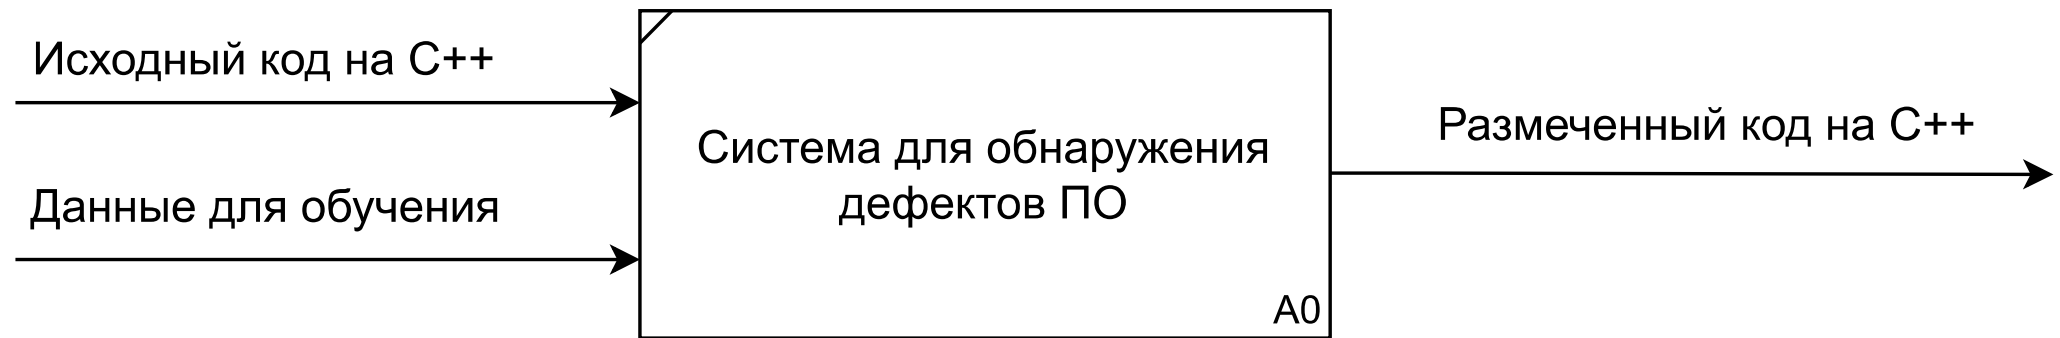 Исходный код на C++
Данные для обучения
Система для обнаружения
дефектов ПО
A0
Размеченный код на C++